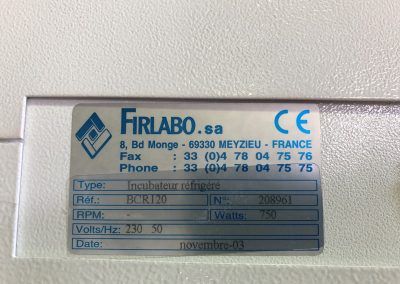 FIRLABO.sa CE
8, Bd Monge - 69330 MEYZIEU - FRANCE
Fax : 33 (0)4 78 04 75 76
Phone : 33 (0)4 78 04 75 75
Type: Incubateur réfrigéré
Réf.: BCR120 N°: 208961
RPM: - Watts: 750
Volts/Hz: 230 50
Date: novembre-03